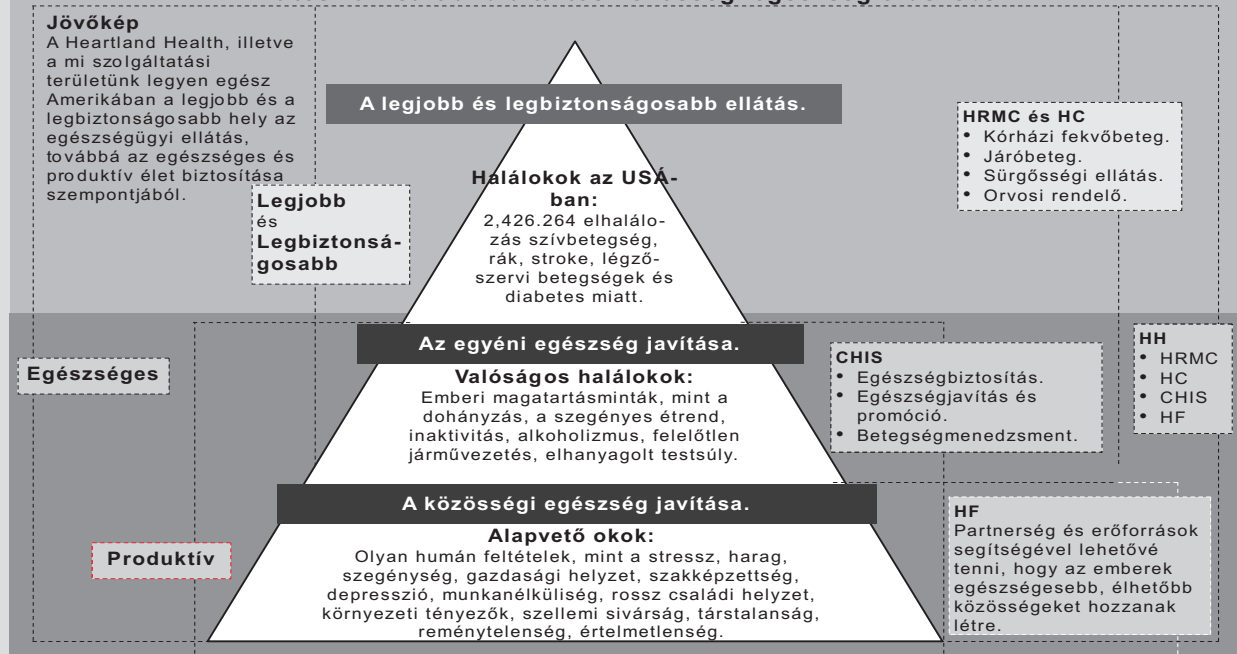 Jövőkép
A Heartland Health, illetve
a mi szolgáltatási
területünk legyen egész
Amerikában a legjobb és a
legbiztonságosabb hely az
egészségügyi ellátás,
továbbá az egészséges és
produktív élet biztosítása
szempontjából.
Legjobb
és
Legbiztonsá-
gosabb
A legjobb és legbiztonságosabb ellátás.
Halálokok az USÁ-
ban:
2,426.264 elhalálo-
zás szívbetegség,
rák, stroke, légző-
szervi betegségek és
diabetes miatt.
HRMC és HC
• Kórházi fekvőbeteg.
• Járóbeteg.
• Sürgősségi ellátás.
• Orvosi rendelő.
Egészséges
Az egyéni egészség javítása.
Valóságos halálokok:
Emberi magatartásminták, mint a
dohányzás, a szegényes étrend,
inaktivitás, alkoholizmus, felelőtlen
járművezetés, elhanyagolt testsúly.
CHIS
• Egészségbiztosítás.
• Egészségjavítás és
promóció.
• Betegségmenedzsment.
HH
• HRMC
• HC
• CHIS
• HF
Produktív
A közösségi egészség javítása.
Alapvető okok:
Olyan humán feltételek, mint a stressz, harag,
szegénység, gazdasági helyzet, szakképzettség,
depresszió, munkanélküliség, rossz családi helyzet,
környezeti tényezők, szellemi sivárság, társtalanság,
reménytelenség, értelmetlenség.
HF
Partnerség és erőforrások
segítségével lehetővé
tenni, hogy az emberek
egészségesebb, élhetőbb
közösségeket hozzanak
létre.